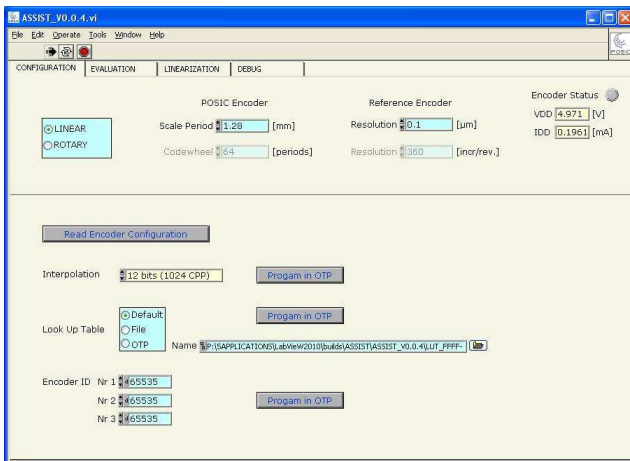 ASSIST_V0.0.4.vi
File Edit Operate Tools Window Help
POSIC
CONFIGURATION EVALUATION LINEARIZATION DEBUG
POSIC Encoder Reference Encoder Encoder Status
LINEAR Scale Period 1.28 [mm] Resolution 0.1 [µm] VDD 4.971 [V]
ROTARY Codewheel 64 [periods] Resolution 360 [incr/rev.] IDD 0.1961 [mA]
Read Encoder Configuration
Interpolation 12 bits (1024 CPP) Progam in OTP
Default Progam in OTP
Look Up Table File
OTP Name P:\SAPPLICATIONS\LabVieW2010\builds\ASSIST\ASSIST_V0.0.4\LUT_FFFF-
Encoder ID Nr 1 #65535
Nr 2 #65535 Progam in OTP
Nr 3 #65535